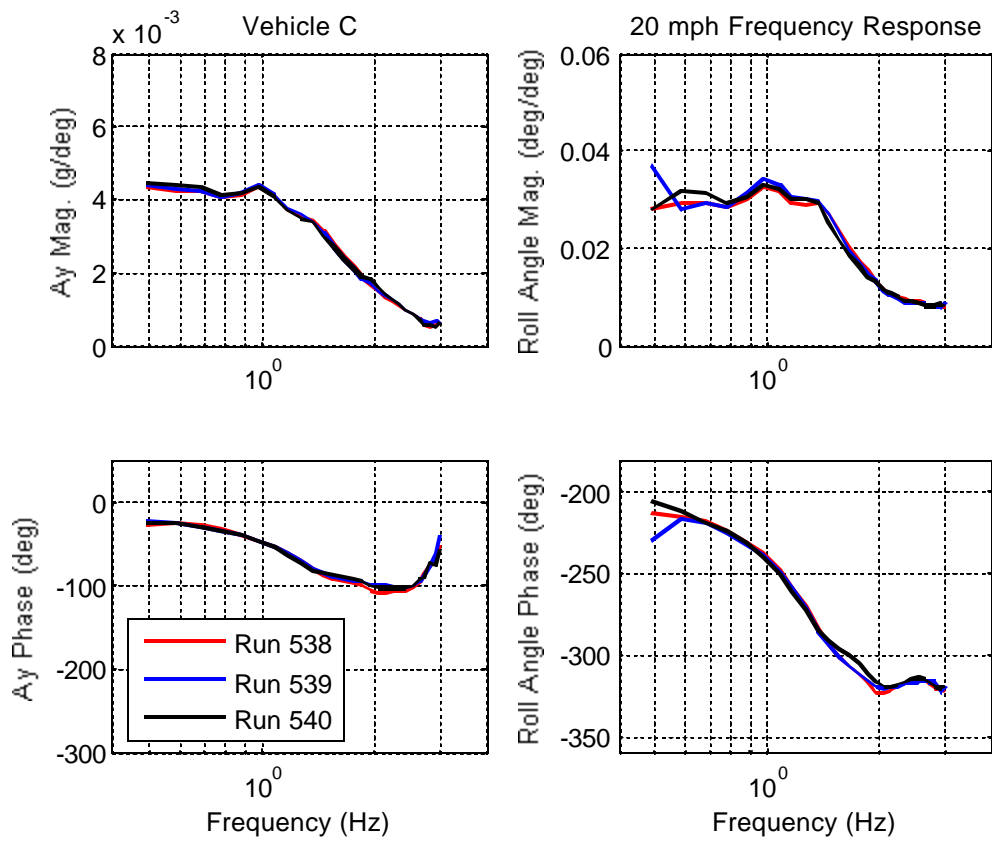 Vehicle C
20 mph Frequency Response
x 10^-3
8
6
4
2
0
Ay Mag. (g/deg)
10^0
0.06
0.04
0.02
0
Roll Angle Mag. (deg/deg)
10^0
0
-100
-200
-300
Ay Phase (deg)
Run 538
Run 539
Run 540
10^0
Frequency (Hz)
-200
-250
-300
-350
Roll Angle Phase (deg)
10^0
Frequency (Hz)